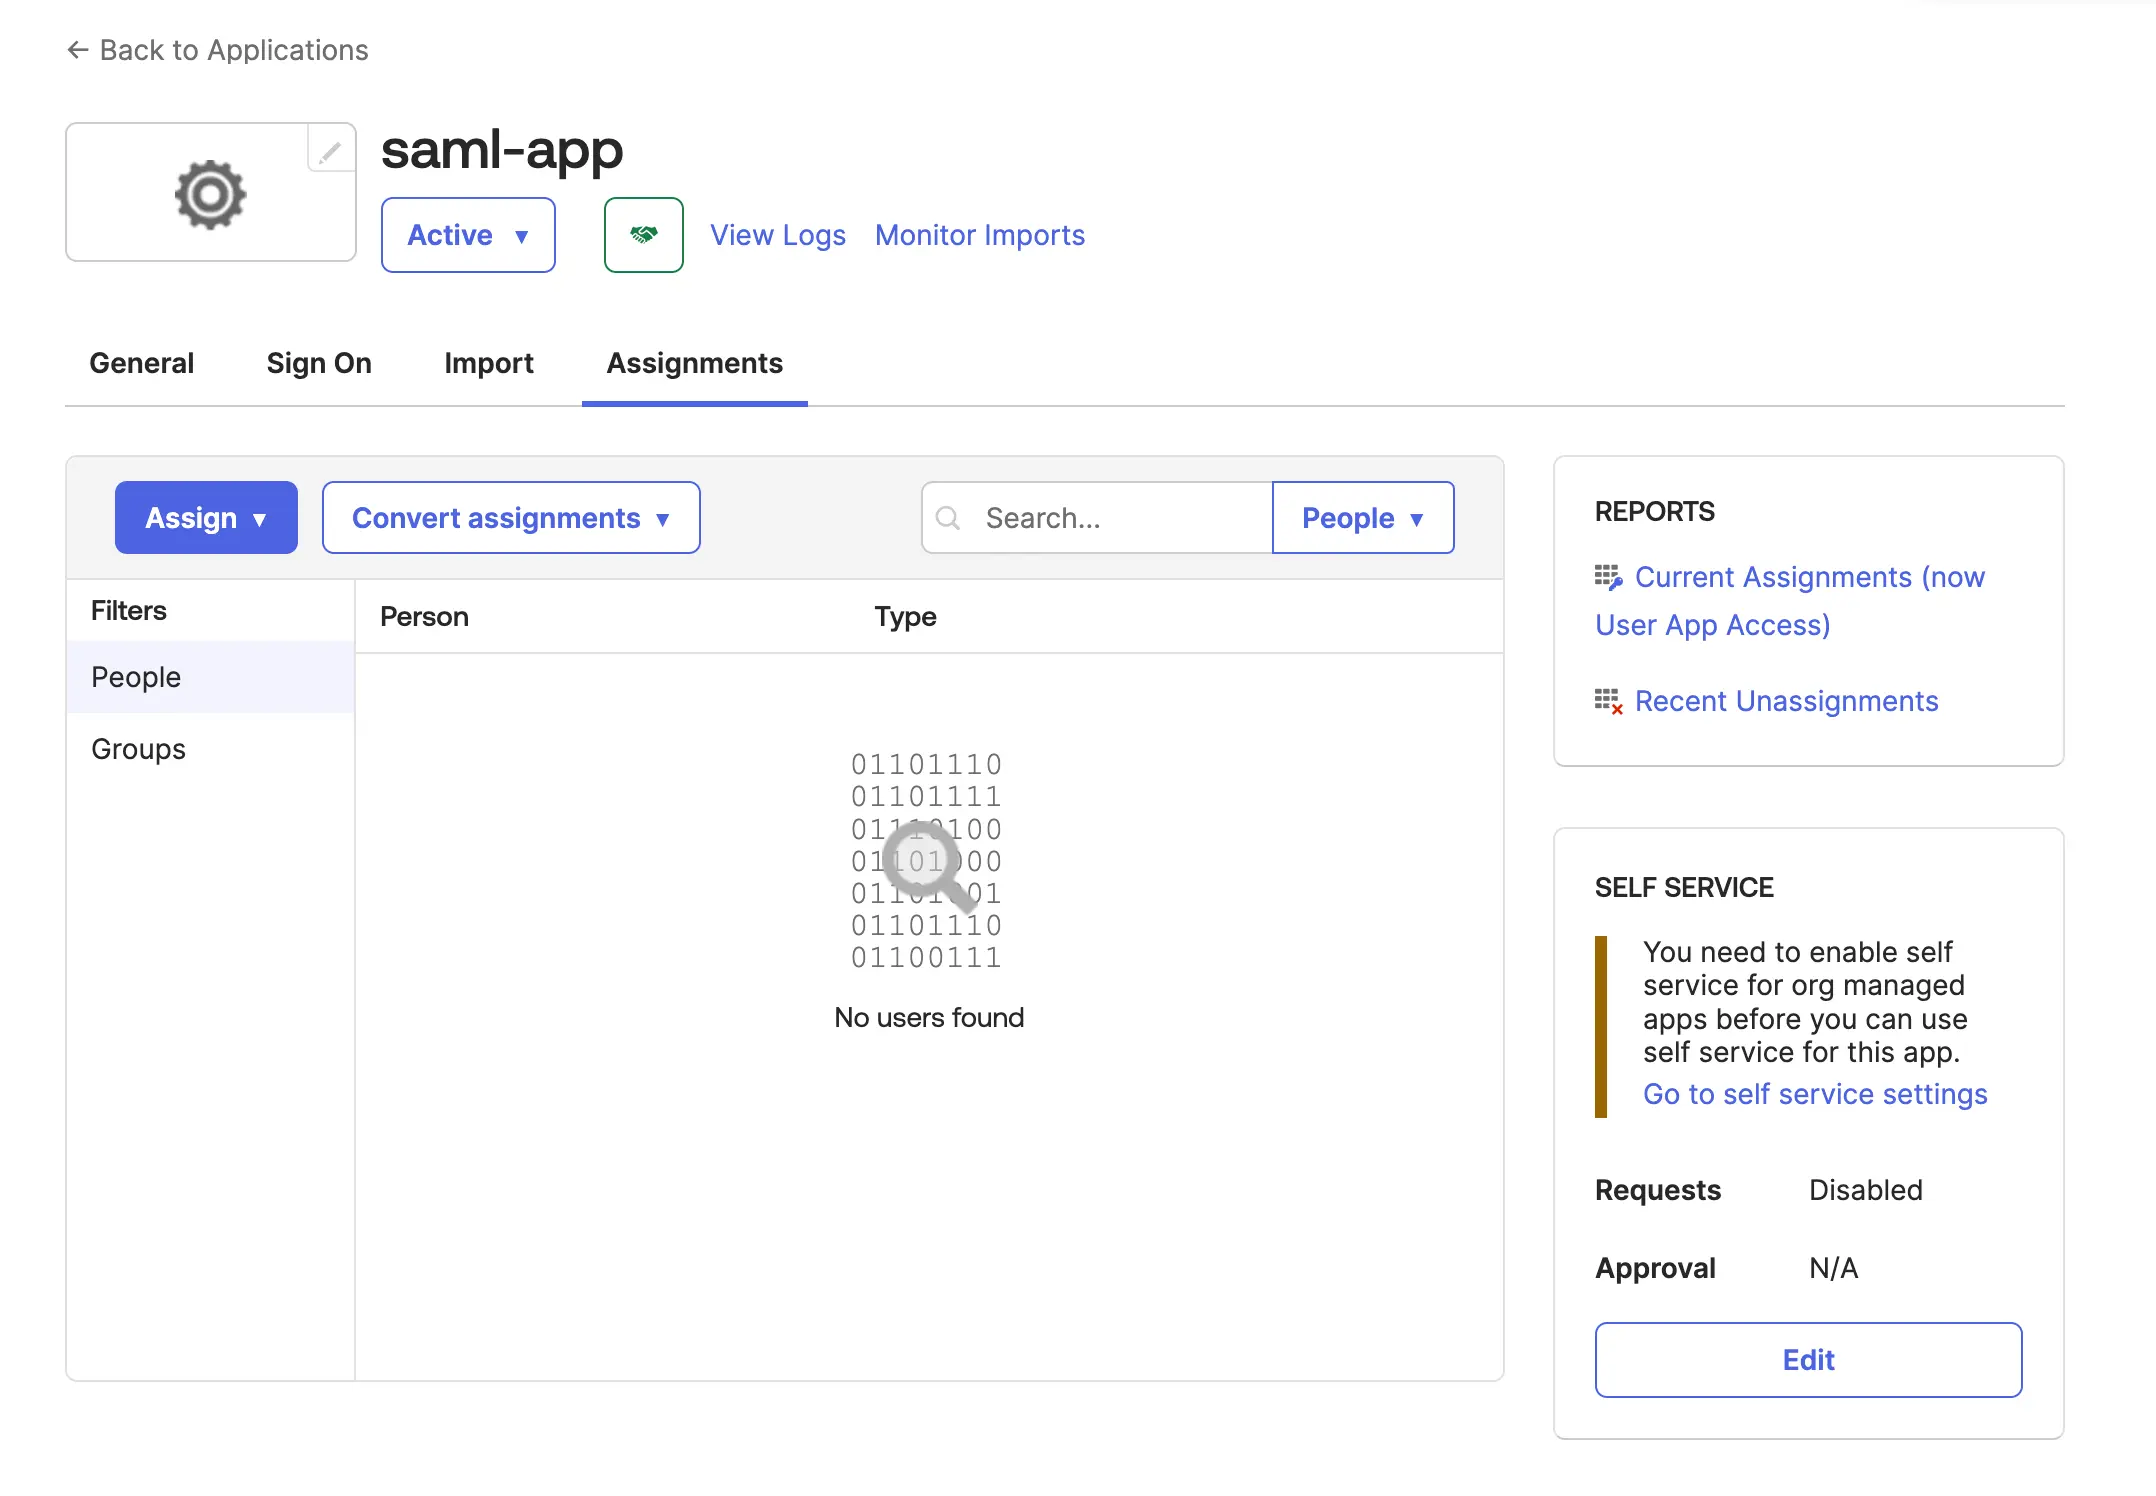 ← Back to Applications
saml-app
Active ▼
View Logs
Monitor Imports
General
Sign On
Import
Assignments
Assign ▼
Convert assignments ▼
Search...
People ▼
Filters
People
Groups
Person
Type
01101110
01101111
01110100
01101000
01101001
01101110
01100111
No users found
REPORTS
Current Assignments (now
User App Access)
Recent Unassignments
SELF SERVICE
You need to enable self
service for org managed
apps before you can use
self service for this app.
Go to self service settings
Requests
Disabled
Approval
N/A
Edit